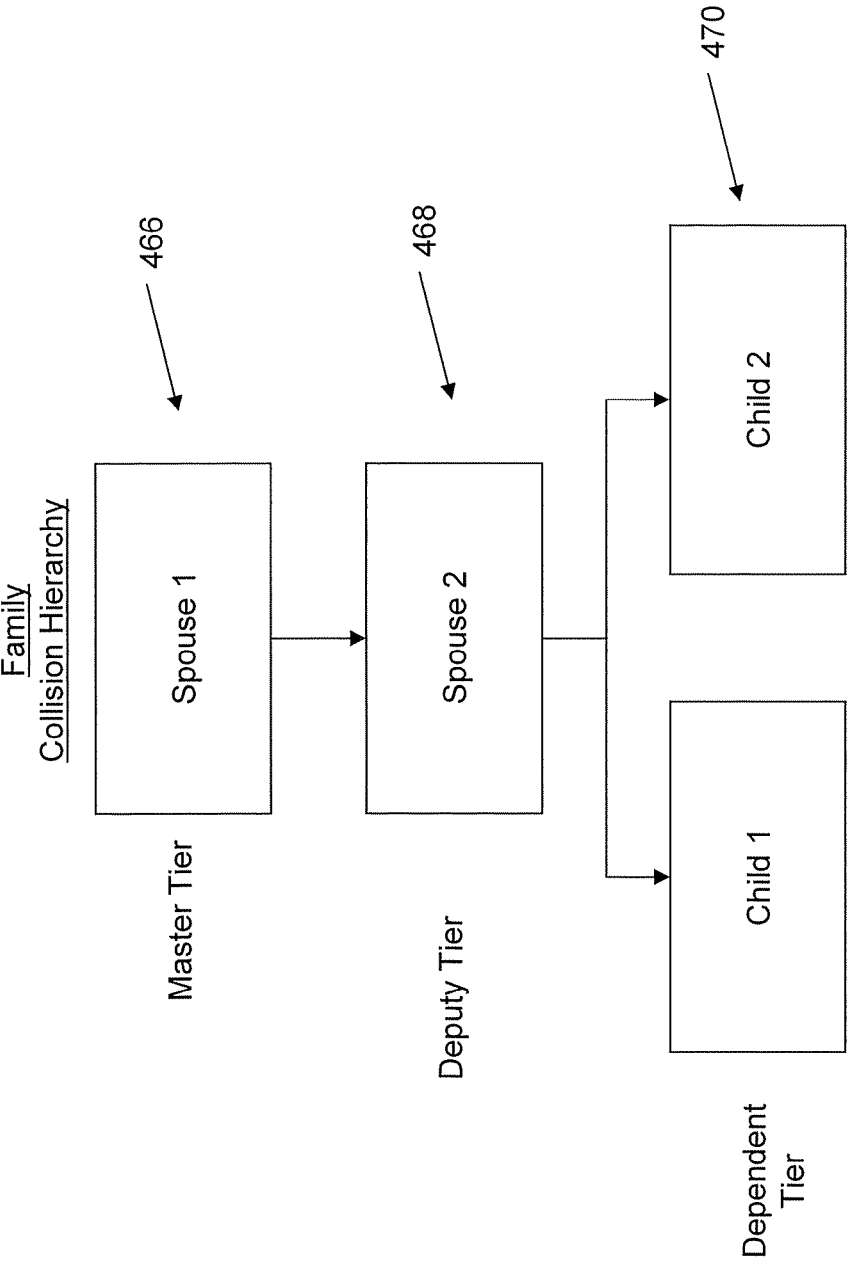 Family
Collision Hierarchy
466
Master Tier
Spouse 1
468
Deputy Tier
Spouse 2
470
Dependent
Tier
Child 1
Child 2